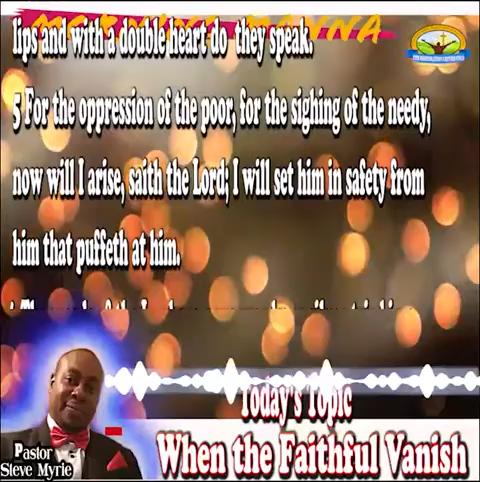 MORNING MANNA
lips and with a double heart do they speak.
5 For the oppression of the poor, for the sighing of the needy,
now will I arise, saith the Lord; I will set him in safety from
him that puffeth at him.
Today's Topic
When the Faithful Vanish
Pastor
Steve Myrie